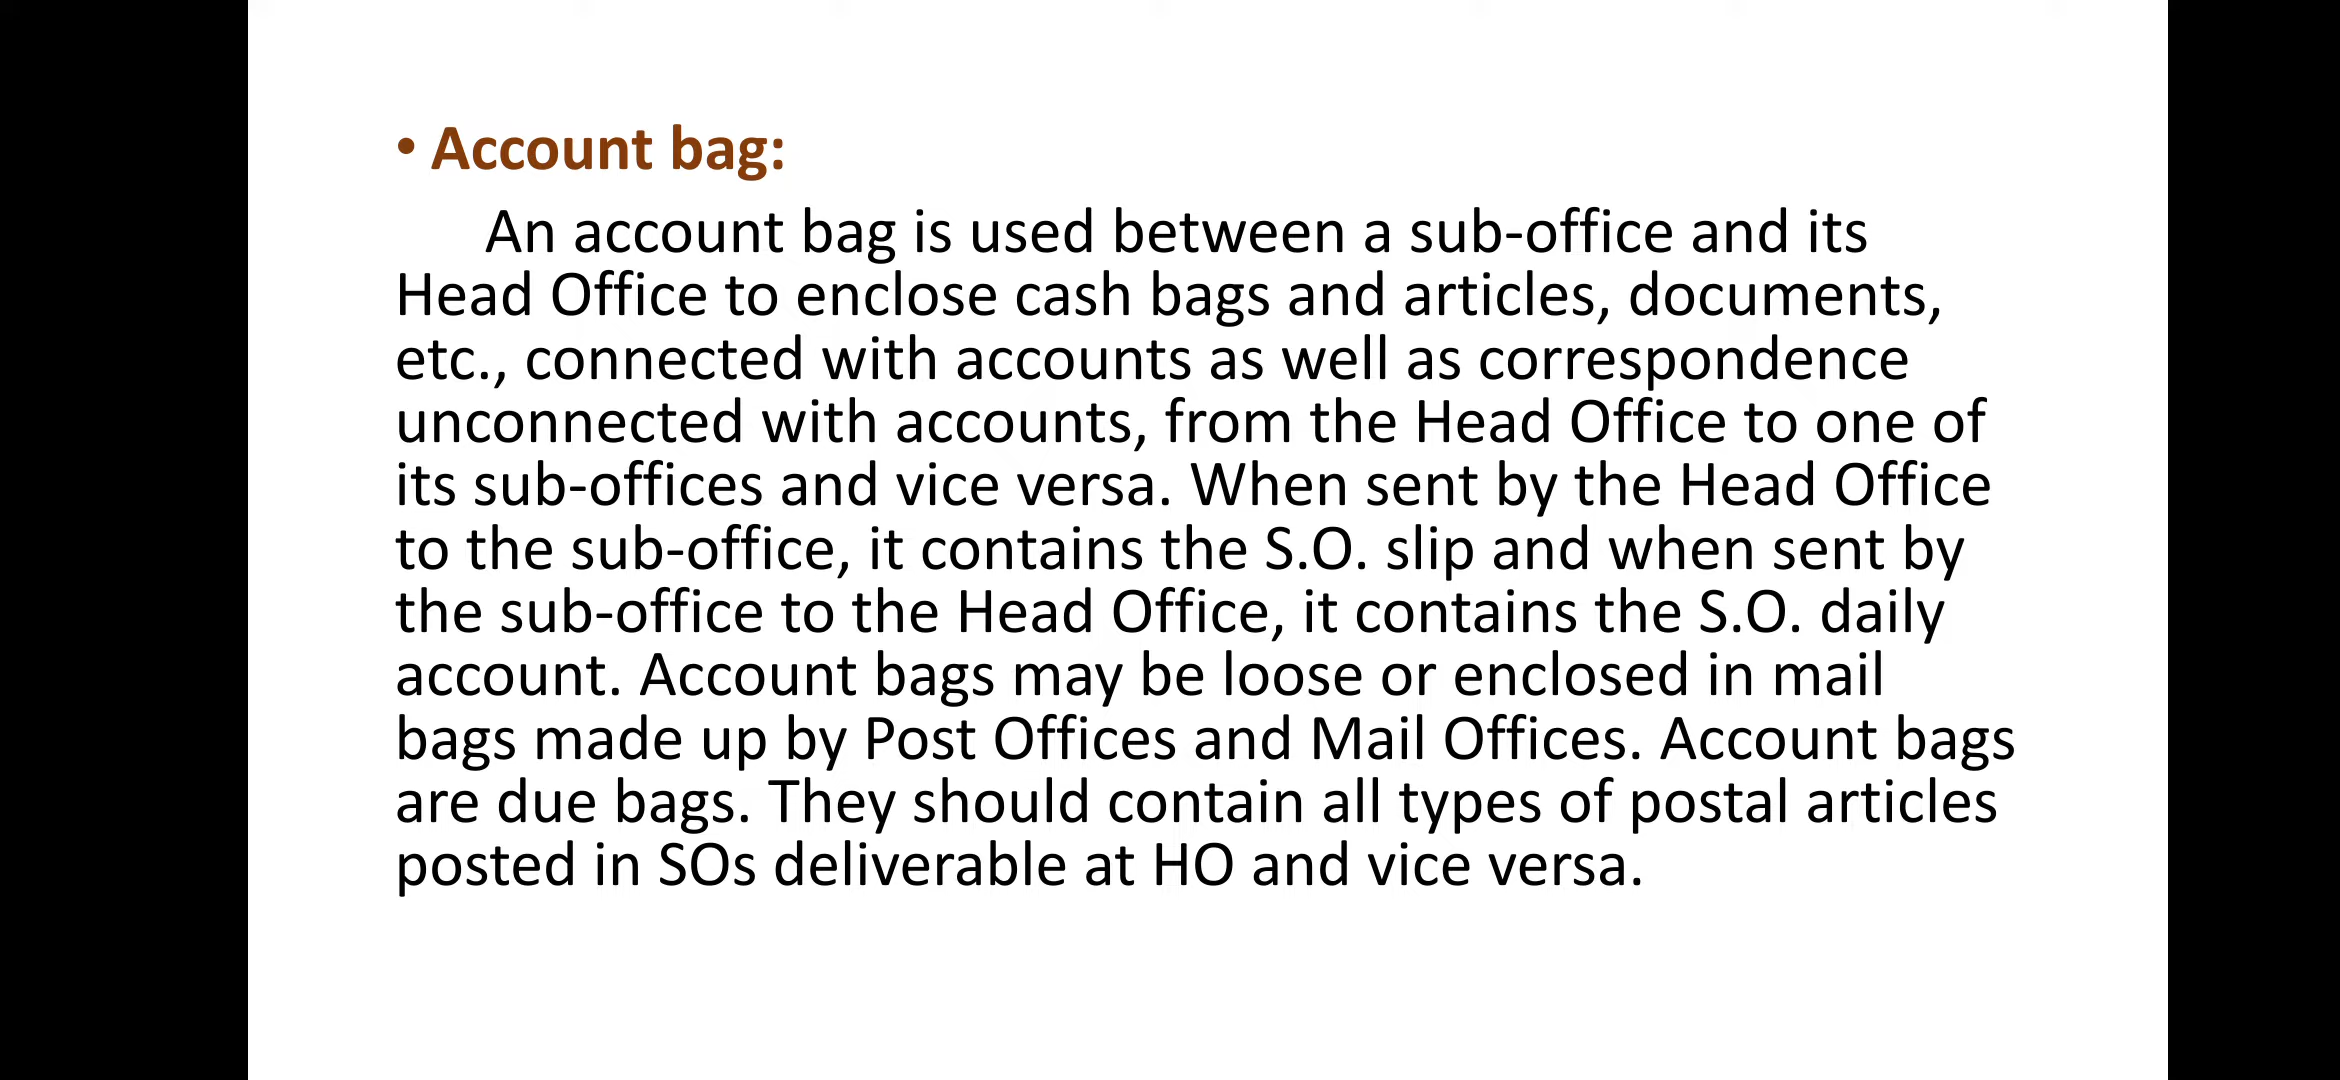 • Account bag:
An account bag is used between a sub-office and its
Head Office to enclose cash bags and articles, documents,
etc., connected with accounts as well as correspondence
unconnected with accounts, from the Head Office to one of
its sub-offices and vice versa. When sent by the Head Office
to the sub-office, it contains the S.O. slip and when sent by
the sub-office to the Head Office, it contains the S.O. daily
account. Account bags may be loose or enclosed in mail
bags made up by Post Offices and Mail Offices. Account bags
are due bags. They should contain all types of postal articles
posted in SOs deliverable at HO and vice versa.